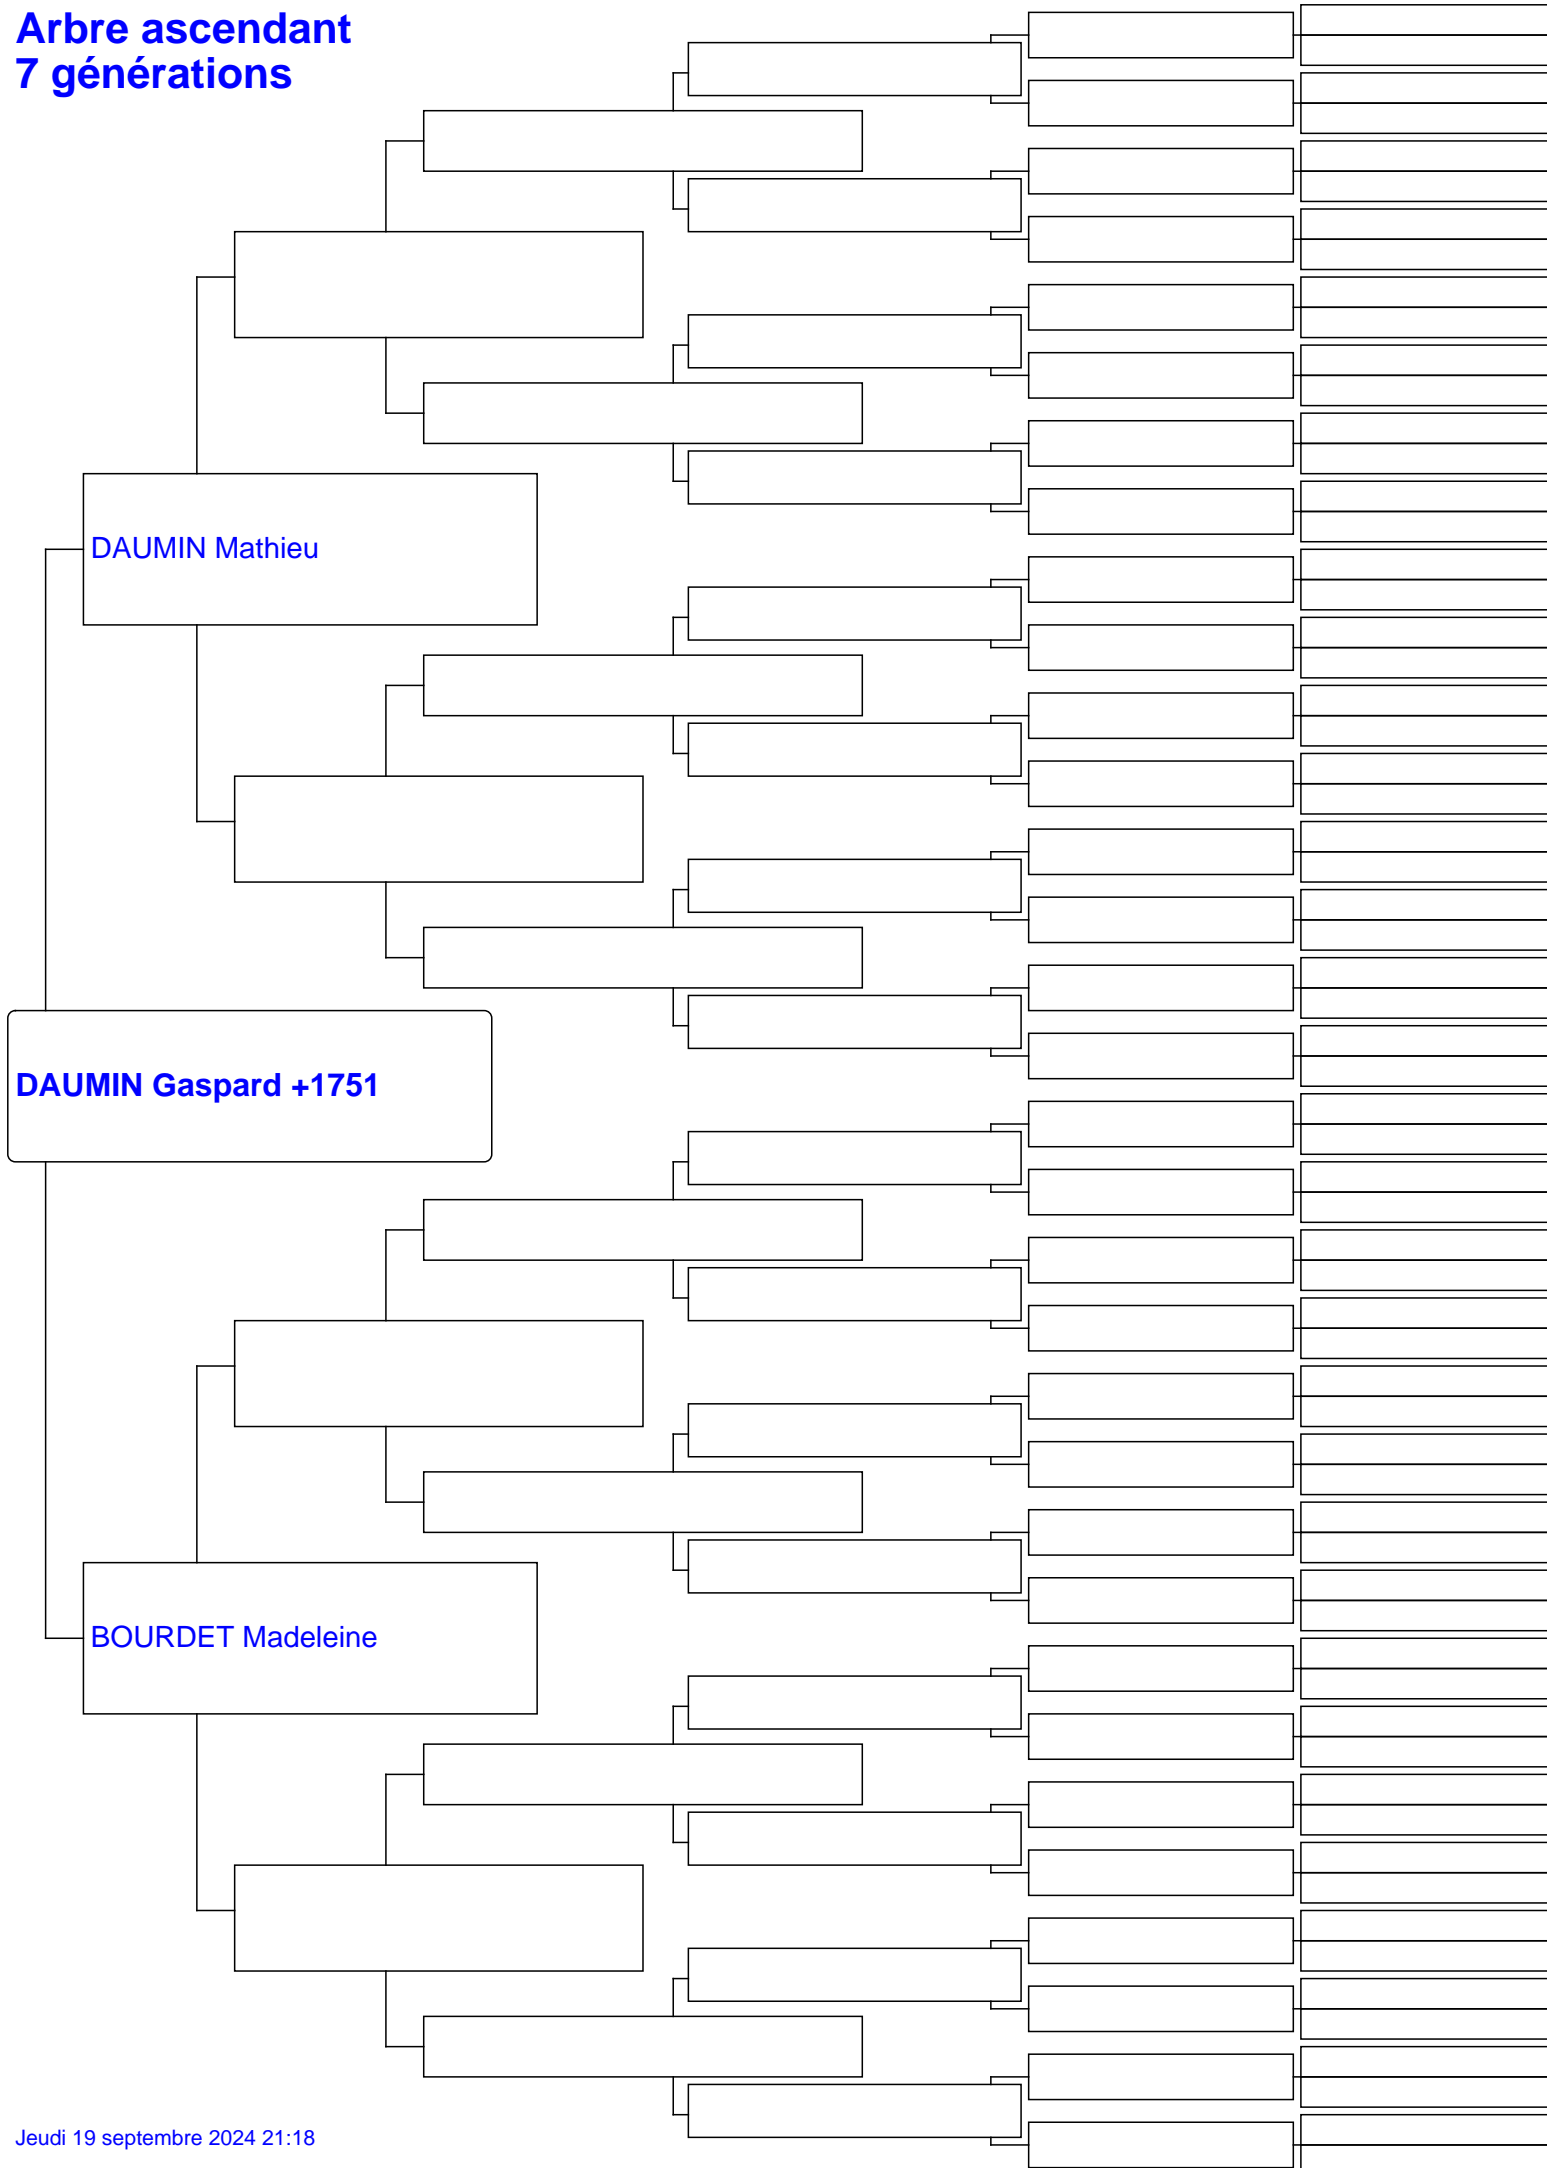 Arbre ascendant
7 générations
DAUMIN Mathieu
DAUMIN Gaspard +1751
BOURDET Madeleine
Jeudi 19 septembre 2024 21:18